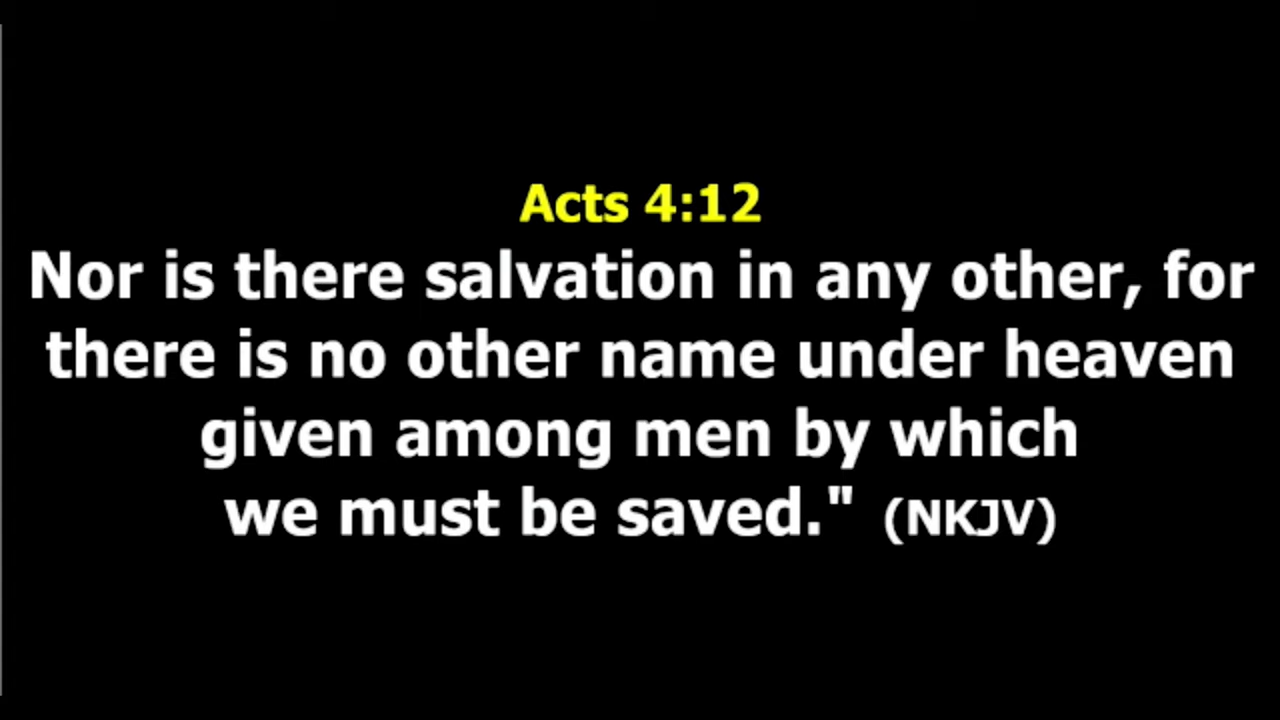 Acts 4:12
Nor is there salvation in any other, for
there is no other name under heaven
given among men by which
we must be saved." (NKJV)